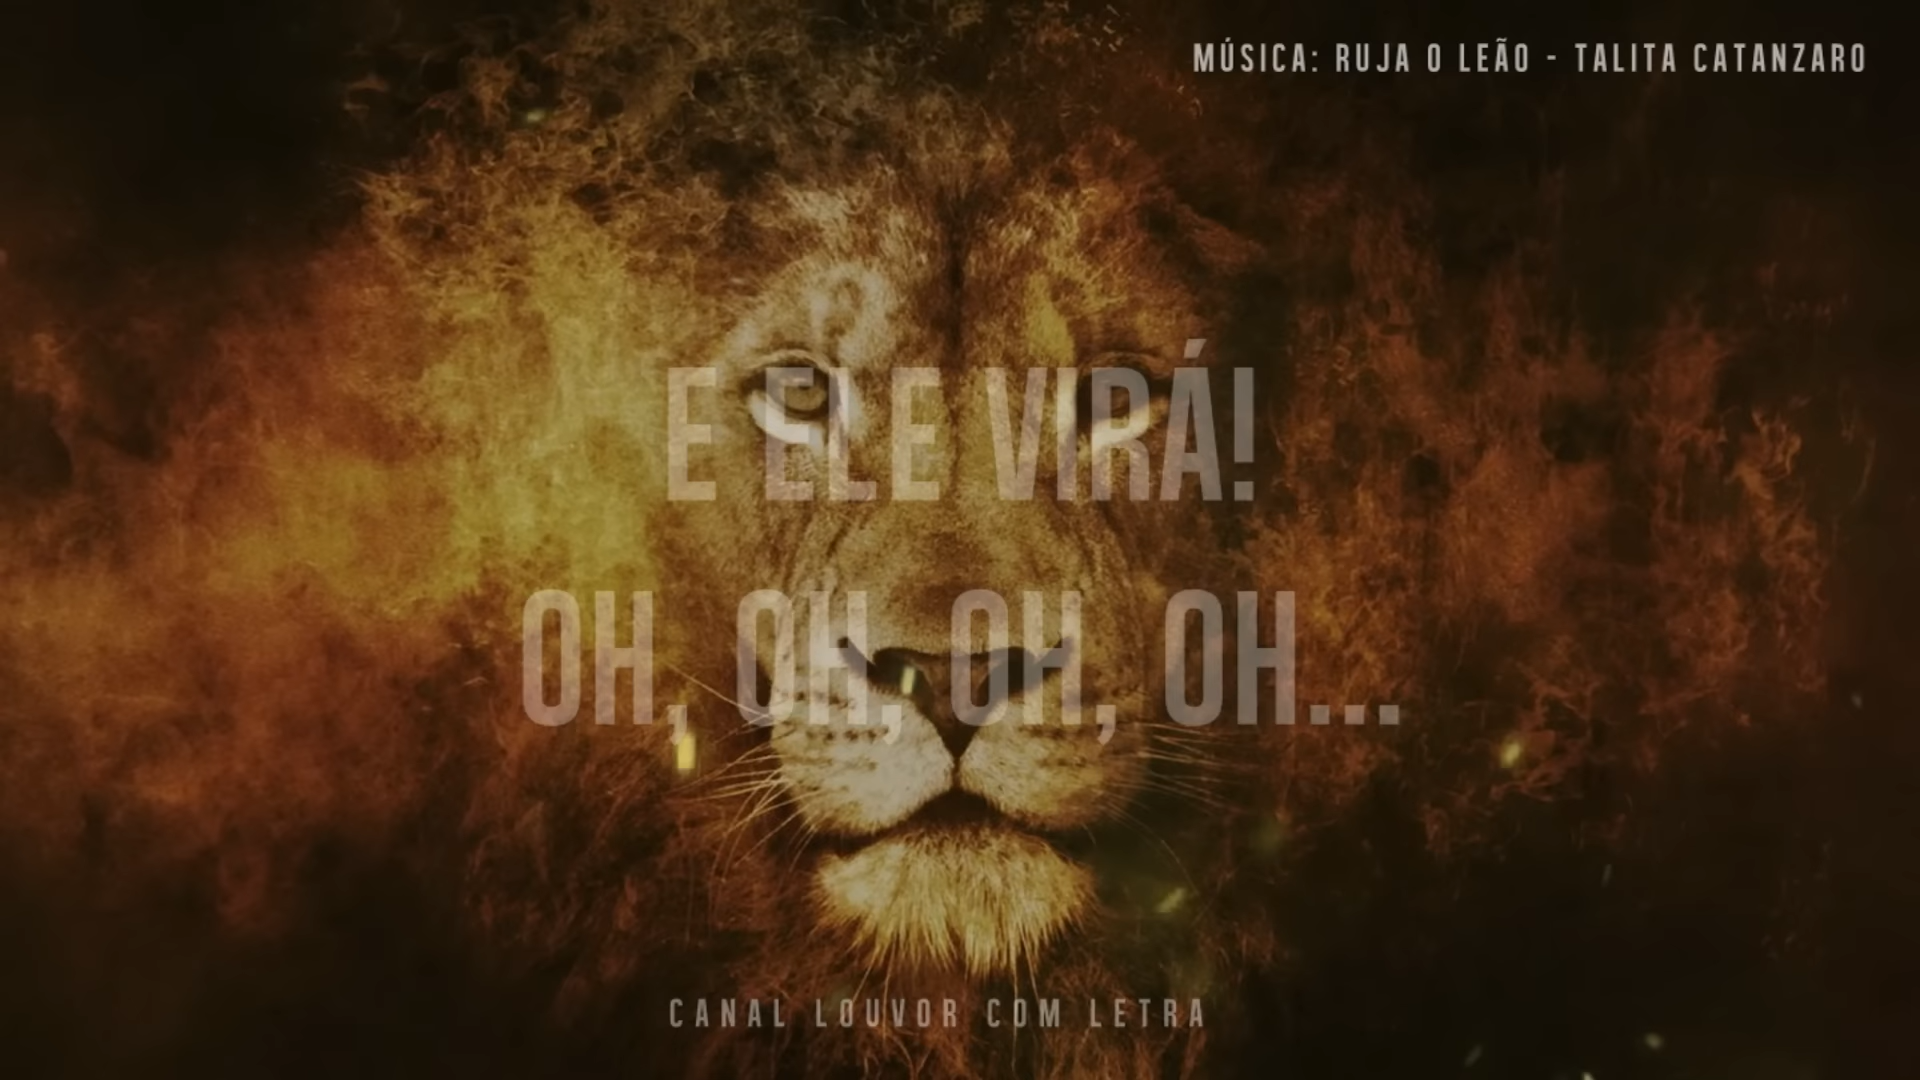 MÚSICA: RUJA O LEÃO - TALITA CATANZARO
E ELE VIRÁ!
OH, OH, OH, OH...
CANAL LOUVOR COM LETRA